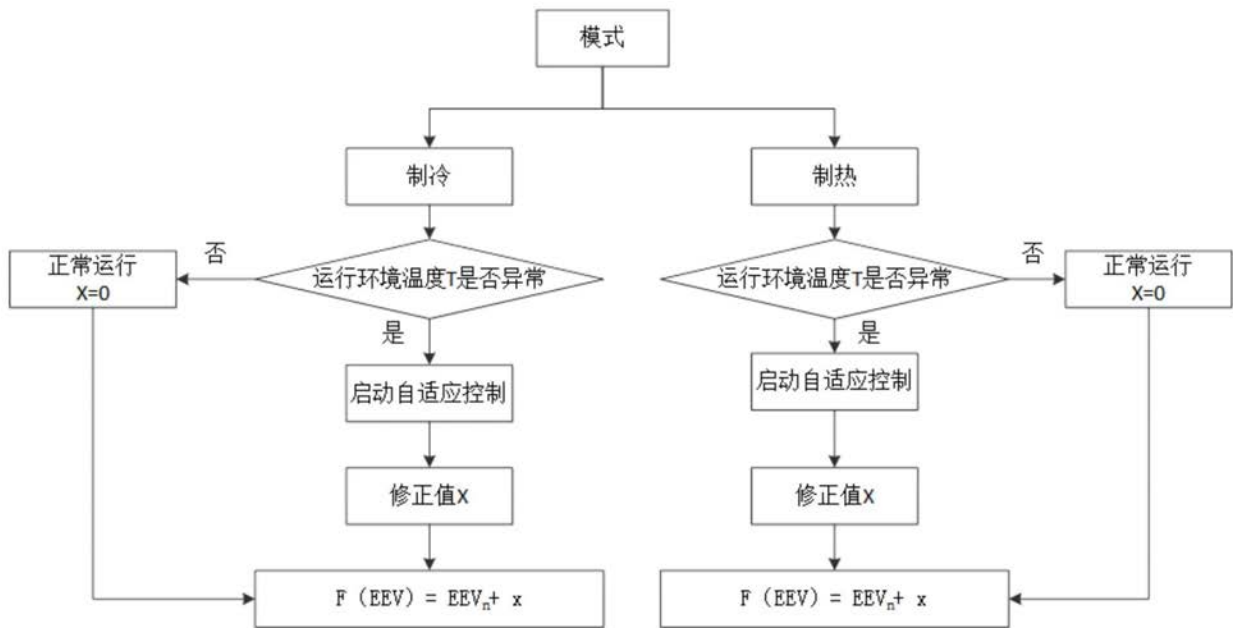 模式
制冷
制热
否
正常运行
X=0
运行环境温度T是否异常
运行环境温度T是否异常
否
正常运行
X=0
是
是
启动自适应控制
启动自适应控制
修正值X
修正值X
F (EEV) = EEVₙ+ x
F (EEV) = EEVₙ+ x